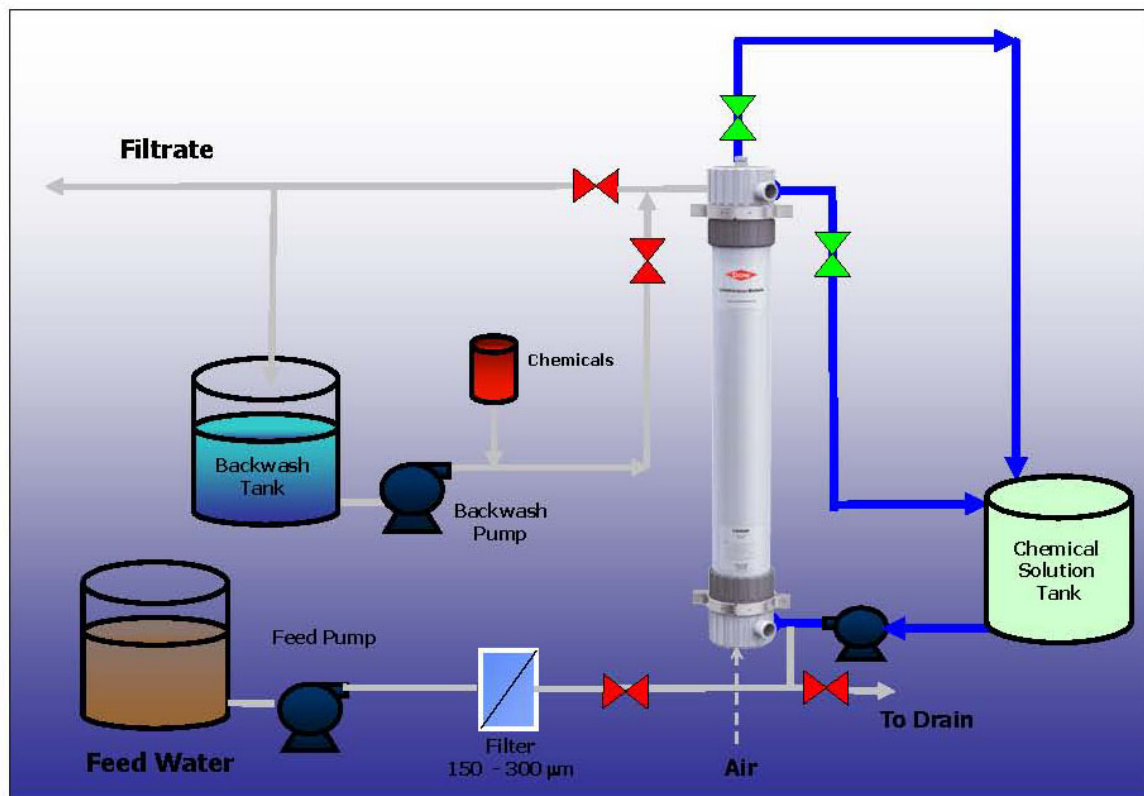 Filtrate
Chemicals
Backwash
Tank
Backwash
Pump
Chemical
Solution
Tank
Feed Pump
Filter
150 - 300 µm
Feed Water
Air
To Drain